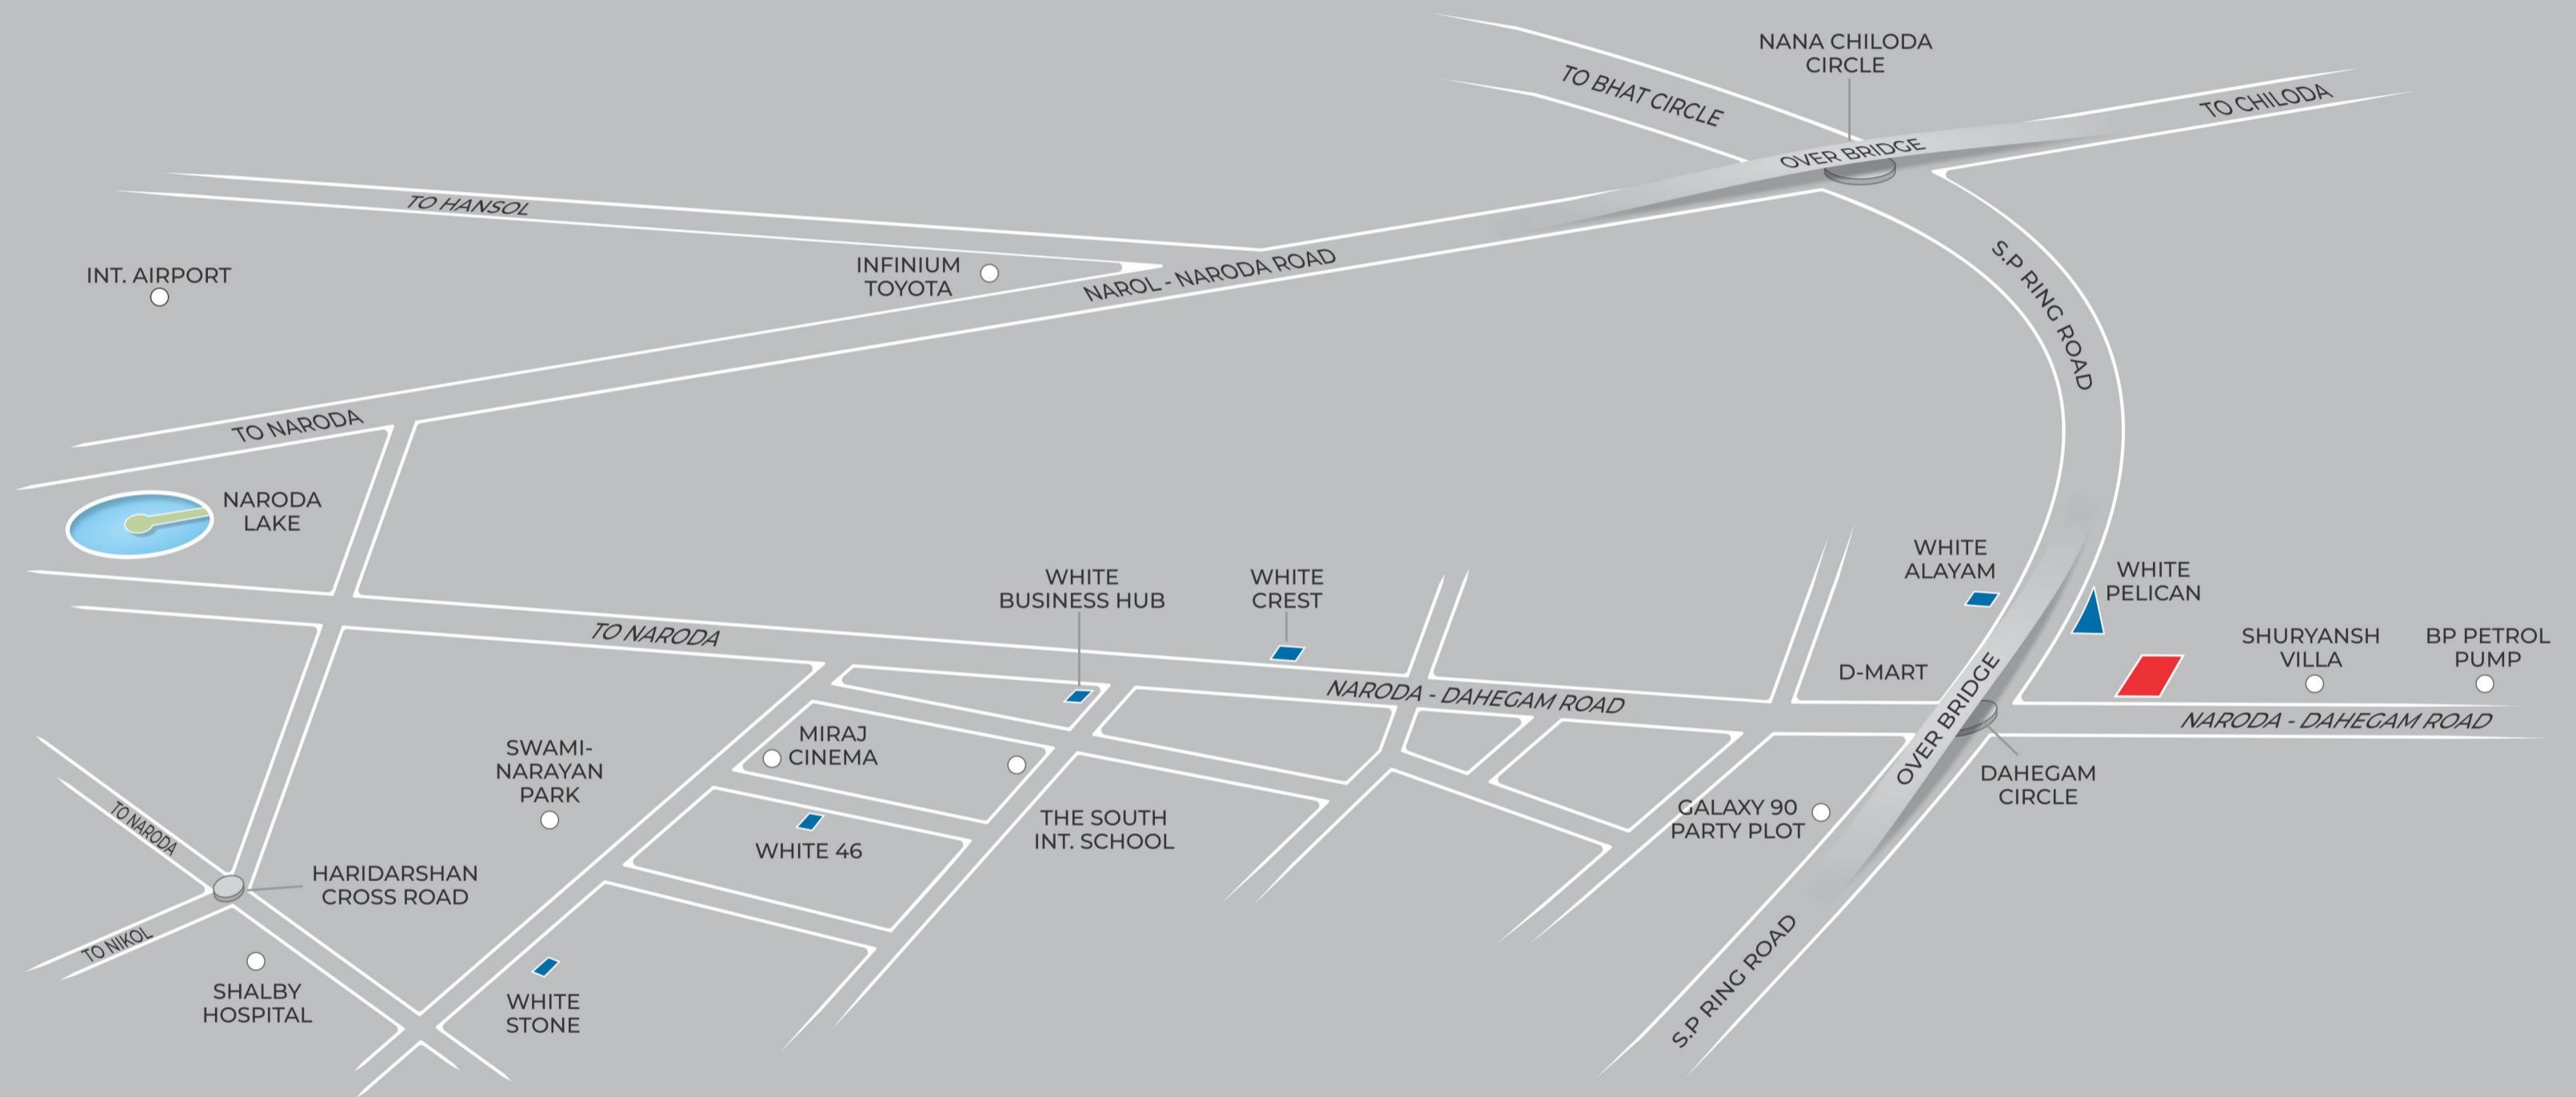 NANA CHILODA
CIRCLE
TO BHAT CIRCLE
TO CHILODA
OVER BRIDGE
TO HANSOL
INT. AIRPORT
INFINIUM
TOYOTA
NAROL - NARODA ROAD
S.P RING ROAD
TO NARODA
NARODA
LAKE
WHITE
BUSINESS HUB
WHITE
CREST
WHITE
ALAYAM
WHITE
PELICAN
TO NARODA
SHURYANSH
VILLA
BP PETROL
PUMP
D-MART
NARODA - DAHEGAM ROAD
OVER BRIDGE
NARODA - DAHEGAM ROAD
SWAMI-
NARAYAN
PARK
MIRAJ
CINEMA
DAHEGAM
CIRCLE
TO NARODA
WHITE 46
THE SOUTH
INT. SCHOOL
GALAXY 90
PARTY PLOT
HARIDARSHAN
CROSS ROAD
TO NIKOL
SHALBY
HOSPITAL
WHITE
STONE
S.P RING ROAD